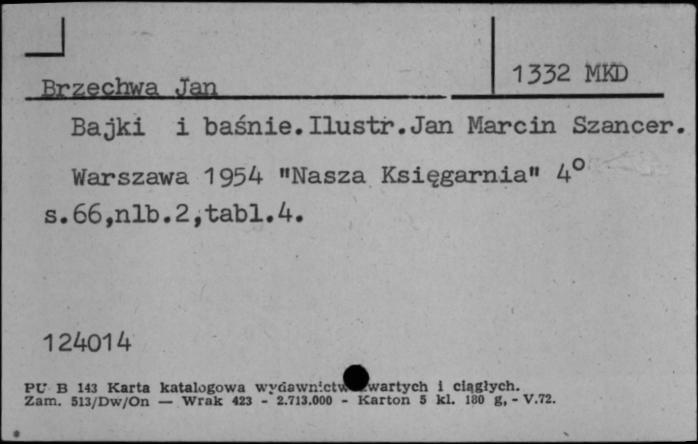 1332 MKD
Brzechwa Jan
Bajki i baśnie.Ilustr.Jan Marcin Szancer.
Warszawa 1954 "Nasza Księgarnia" 4°
s.66,nlb.2,tabl.4.
124014
PU B 143 Karta katalogowa wydawnictw zwartych i ciągłych.
Zam. 513/Dw/On — Wrak 423 - 2.713.000 - Karton 5 kl. 180 g, - V.72.